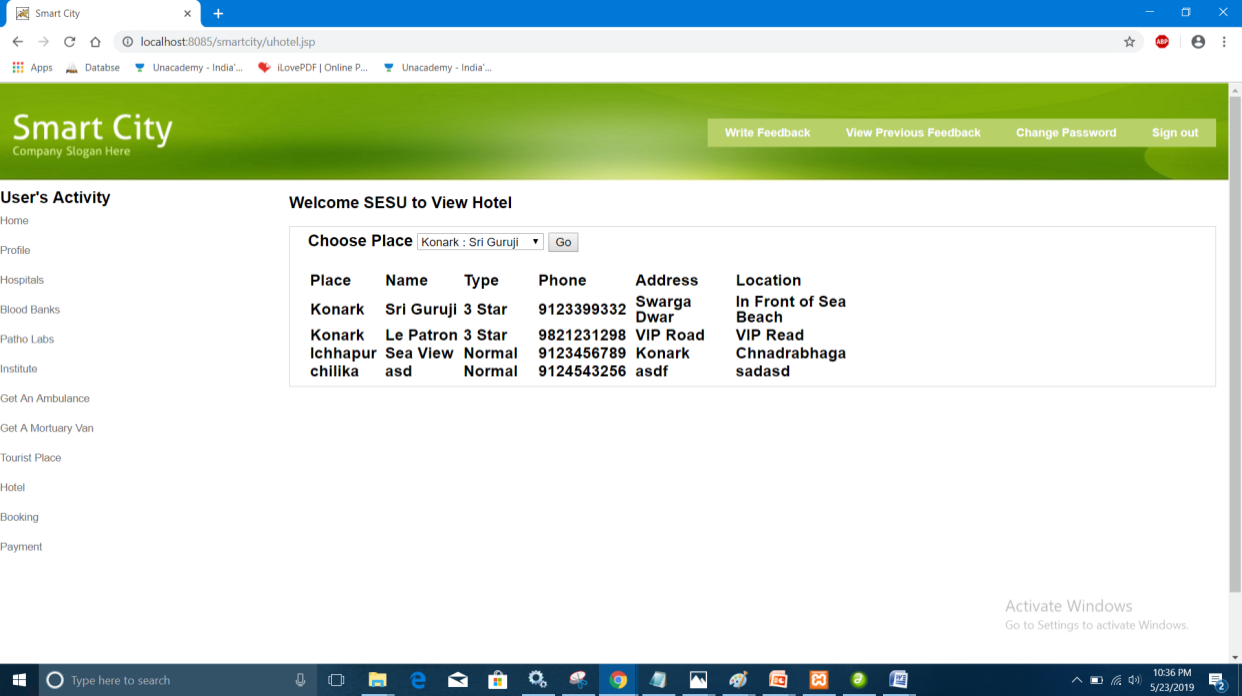 Smart City
localhost:8085/smartcity/uhotel.jsp
ABP
Apps Databse Unacademy - India'... iLovePDF | Online P... Unacademy - India'...
Smart City
Company Slogan Here
Write Feedback View Previous Feedback Change Password Sign out
User's Activity
Home
Profile
Hospitals
Blood Banks
Patho Labs
Institute
Get An Ambulance
Get A Mortuary Van
Tourist Place
Hotel
Booking
Payment
Welcome SESU to View Hotel
Choose Place Konark : Sri Guruji Go
Place Name Type Phone Address Location
Konark Sri Guruji 3 Star 9123399332 Swarga Dwar In Front of Sea Beach
Konark Le Patron 3 Star 9821231298 VIP Road VIP Read
Ichhapur Sea View Normal 9123456789 Konark Chnadrabhaga
chilika asd Normal 9124543256 asdf sadasd
Activate Windows
Go to Settings to activate Windows.
Type here to search
10:36 PM
5/23/2019
2